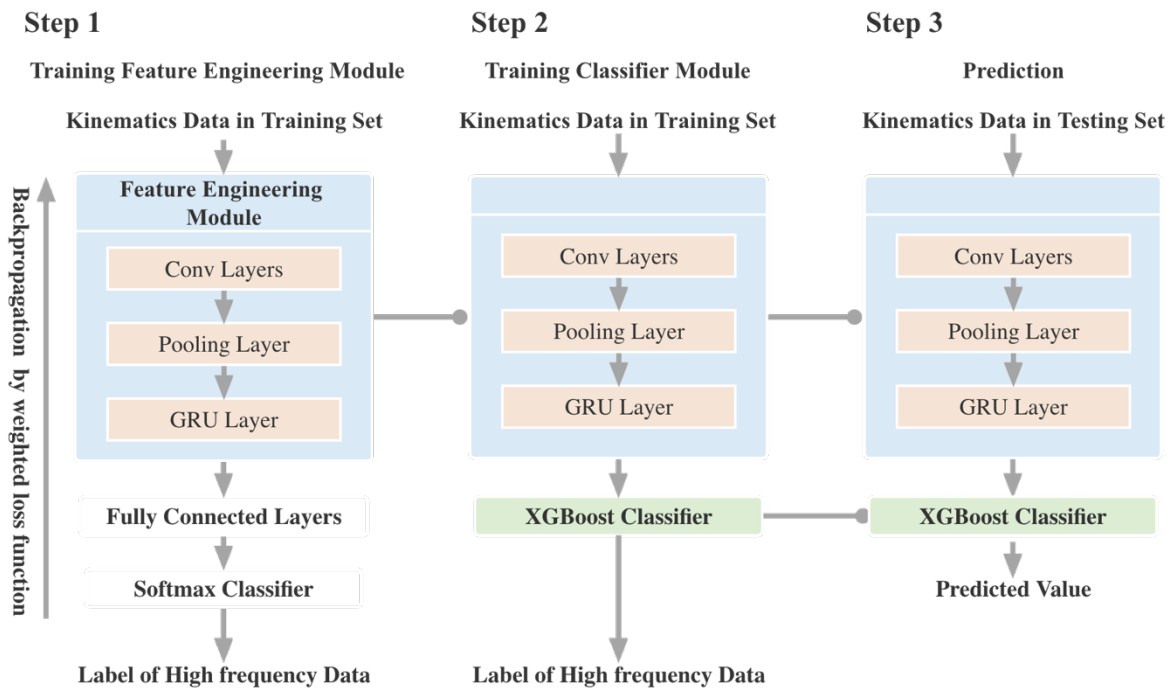 Step 1
Training Feature Engineering Module
Kinematics Data in Training Set
Feature Engineering
Module
Conv Layers
Pooling Layer
GRU Layer
Fully Connected Layers
Softmax Classifier
Label of High frequency Data
Backpropagation by weighted loss function
Step 2
Training Classifier Module
Kinematics Data in Training Set
Conv Layers
Pooling Layer
GRU Layer
XGBoost Classifier
Label of High frequency Data
Step 3
Prediction
Kinematics Data in Testing Set
Conv Layers
Pooling Layer
GRU Layer
XGBoost Classifier
Predicted Value